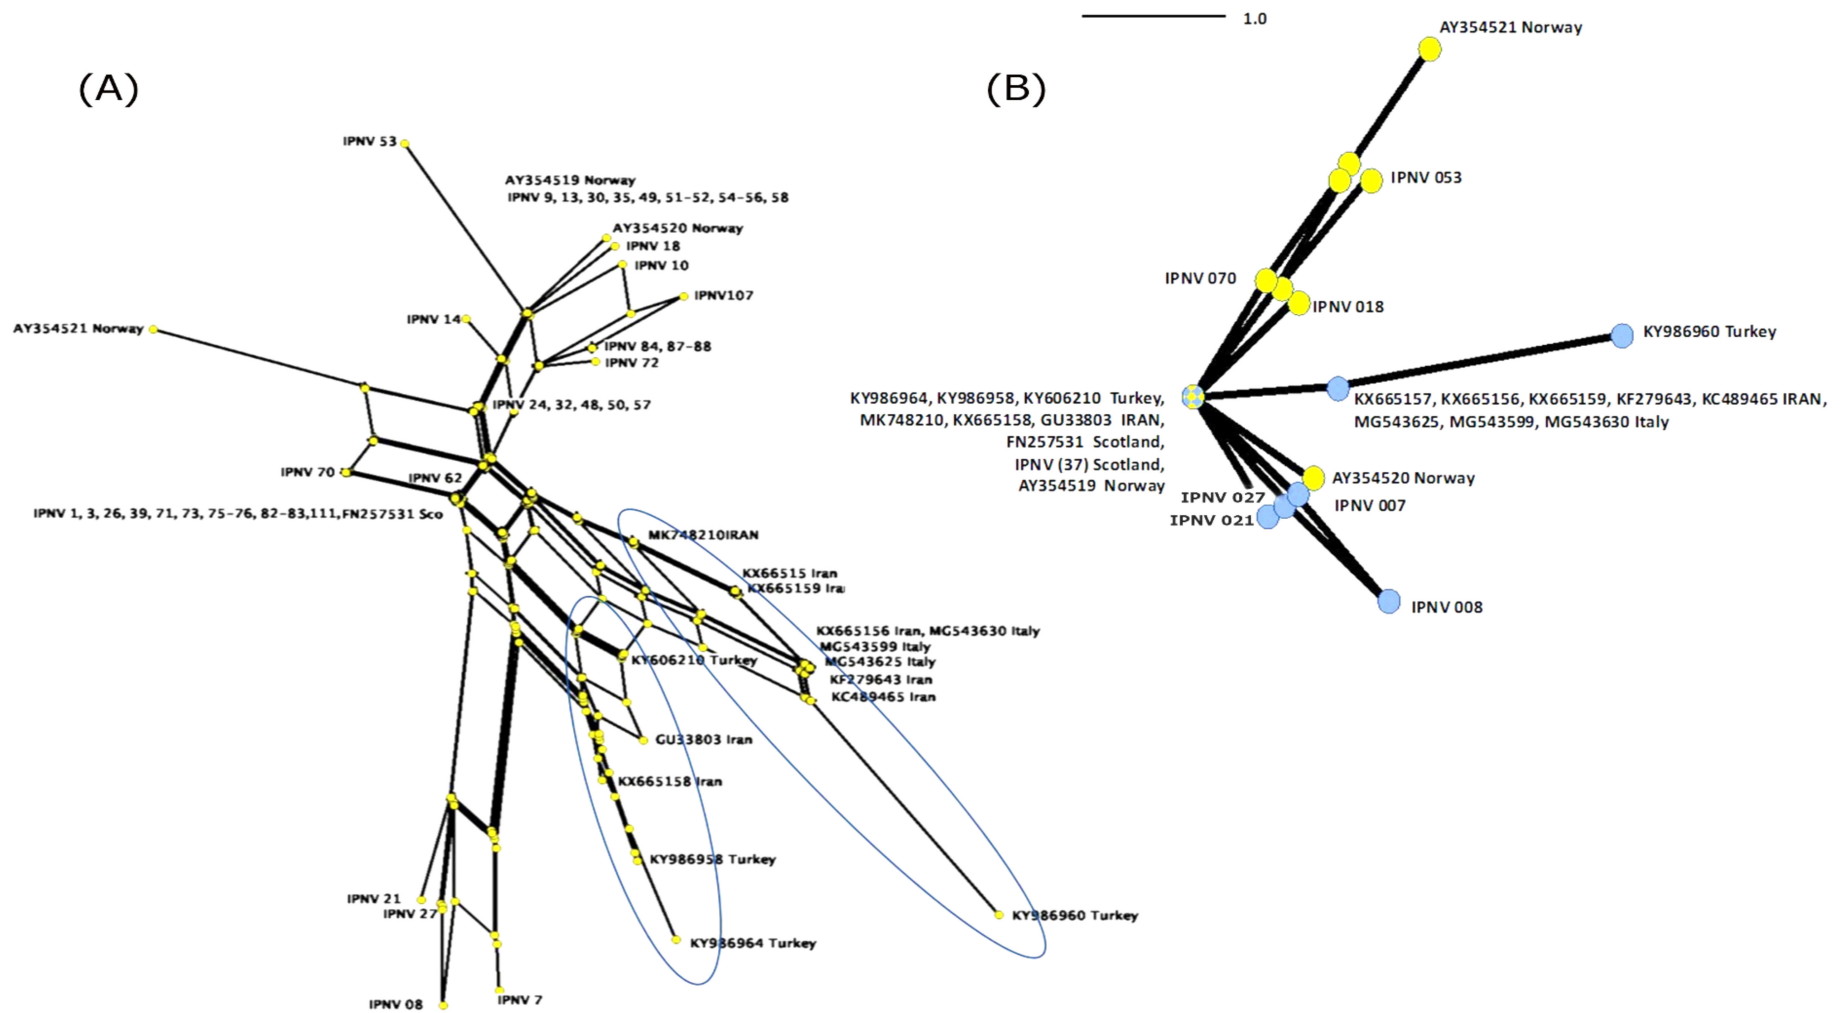 (A)
IPNV 53
AY354519 Norway
IPNV 9, 13, 30, 35, 49, 51-52, 54-56, 58
AY354520 Norway
IPNV 18
IPNV 10
IPNV107
IPNV 14
AY354521 Norway
IPNV 84, 87-88
IPNV 72
IPNV 24, 32, 48, 50, 57
IPNV 70
IPNV 62
IPNV 1, 3, 26, 39, 71, 73, 75-76, 82-83,111,FN257531 Sco
MK748210IRAN
KX66515 Iran
KX665159 Ira
KX665156 Iran, MG543630 Italy
MG543599 Italy
MG543625 Italy
KY606210 Turkey
KF279643 Iran
KC489465 Iran
GU33803 Iran
KX665158 Iran
KY986958 Turkey
IPNV 21
IPNV 27
KY986960 Turkey
KY986964 Turkey
IPNV 08
IPNV 7
1.0
(B)
AY354521 Norway
IPNV 053
IPNV 070
IPNV 018
KY986960 Turkey
KY986964, KY986958, KY606210 Turkey,
MK748210, KX665158, GU33803 IRAN,
FN257531 Scotland,
IPNV (37) Scotland,
AY354519 Norway
KX665157, KX665156, KX665159, KF279643, KC489465 IRAN,
MG543625, MG543599, MG543630 Italy
AY354520 Norway
IPNV 027
IPNV 007
IPNV 021
IPNV 008